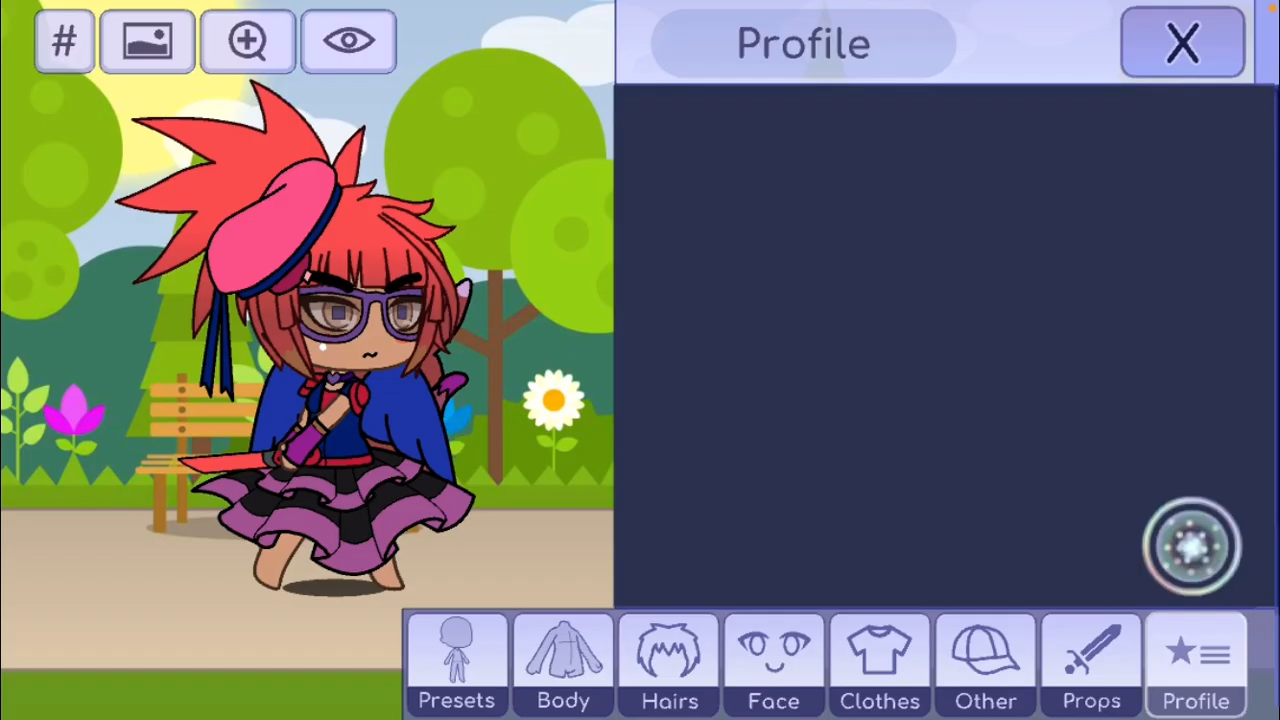 #
Profile
X
Presets
Body
Hairs
Face
Clothes
Other
Props
Profile